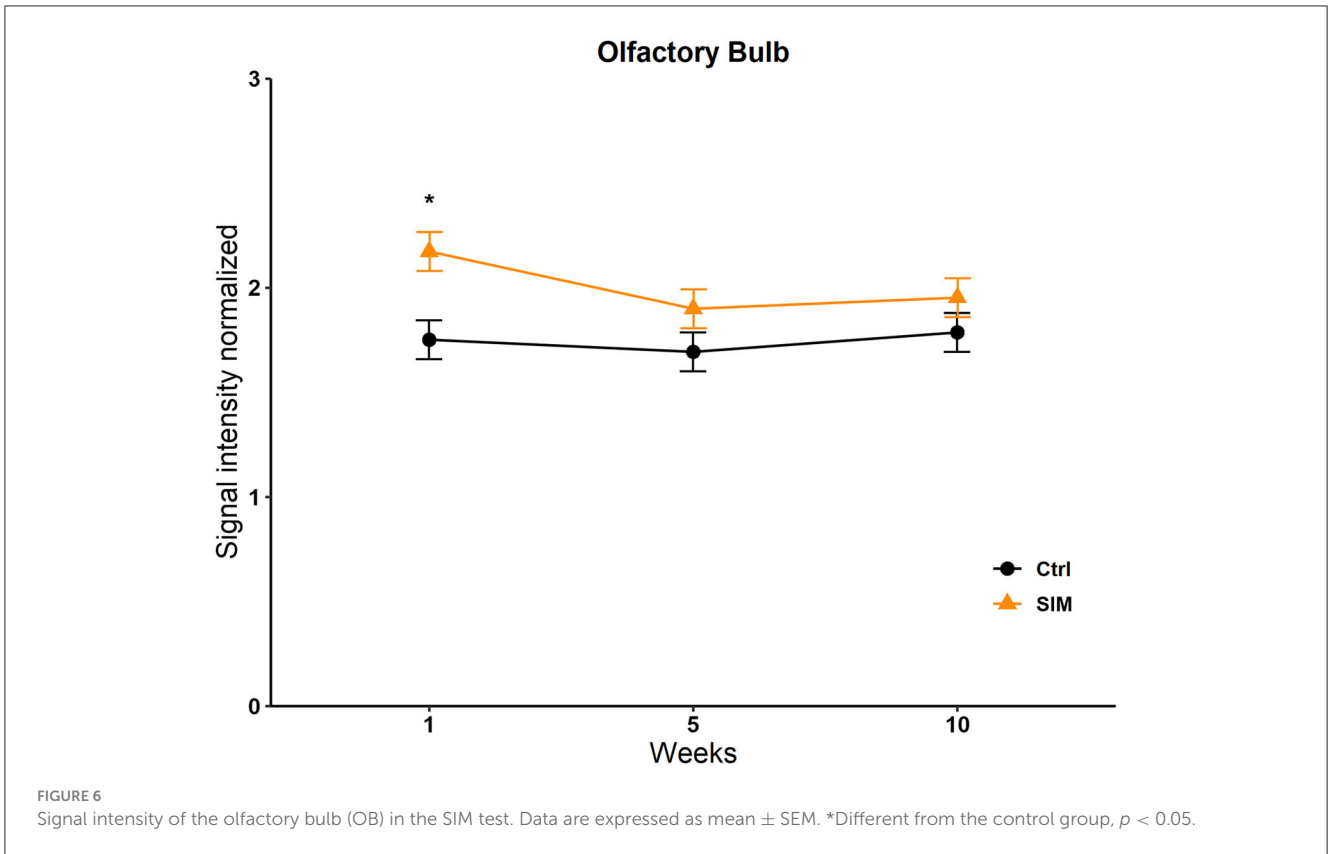 Olfactory Bulb
3
2
1
0
Signal intensity normalized
*
Ctrl
SIM
1 5 10
Weeks
FIGURE 6
Signal intensity of the olfactory bulb (OB) in the SIM test. Data are expressed as mean ± SEM. *Different from the control group, p < 0.05.